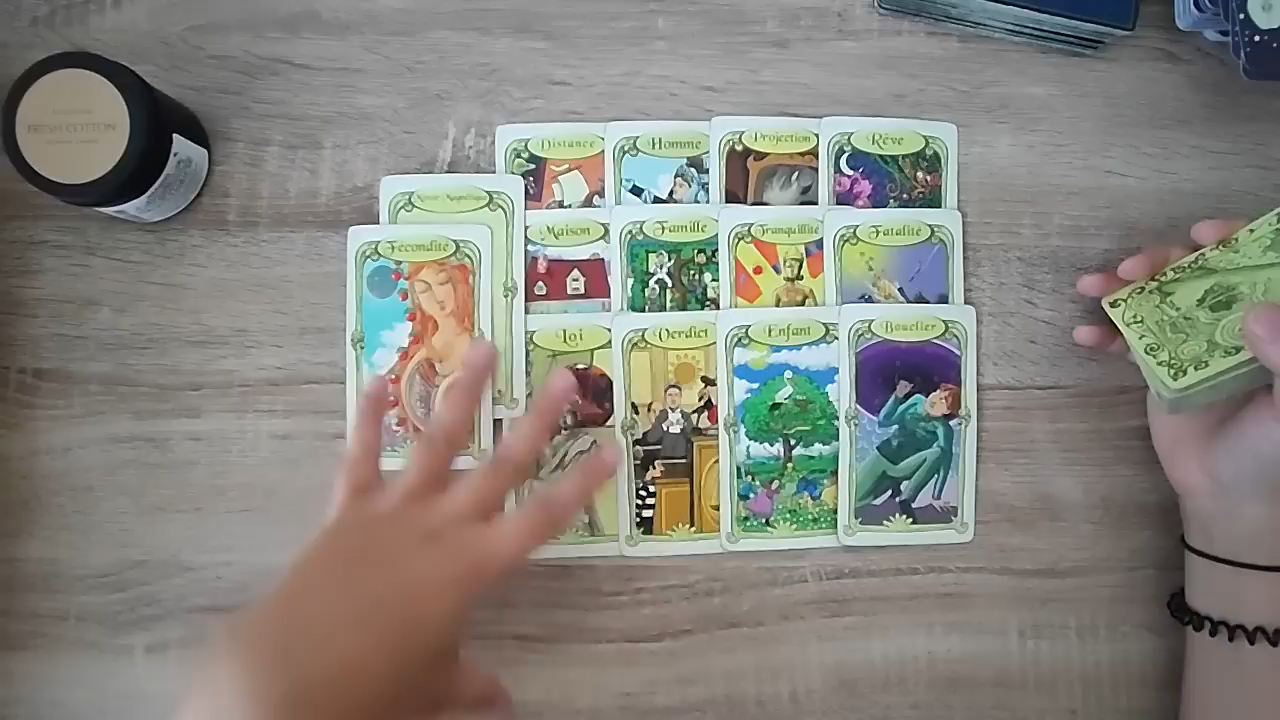 FRESH COTTON
Distance
Homme
Projection
Rêve
Maison
Famille
Tranquillité
Fatalité
Fecondité
Loi
Verdict
Enfant
Bouclier